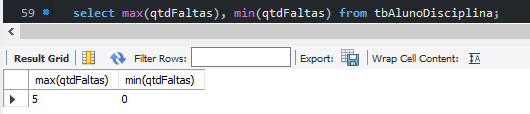 59 select max(qtdFaltas), min(qtdFaltas) from tbAlunoDisciplina;
Result Grid Filter Rows: Export: Wrap Cell Content: IA
max(qtdFaltas) min(qtdFaltas)
5 0